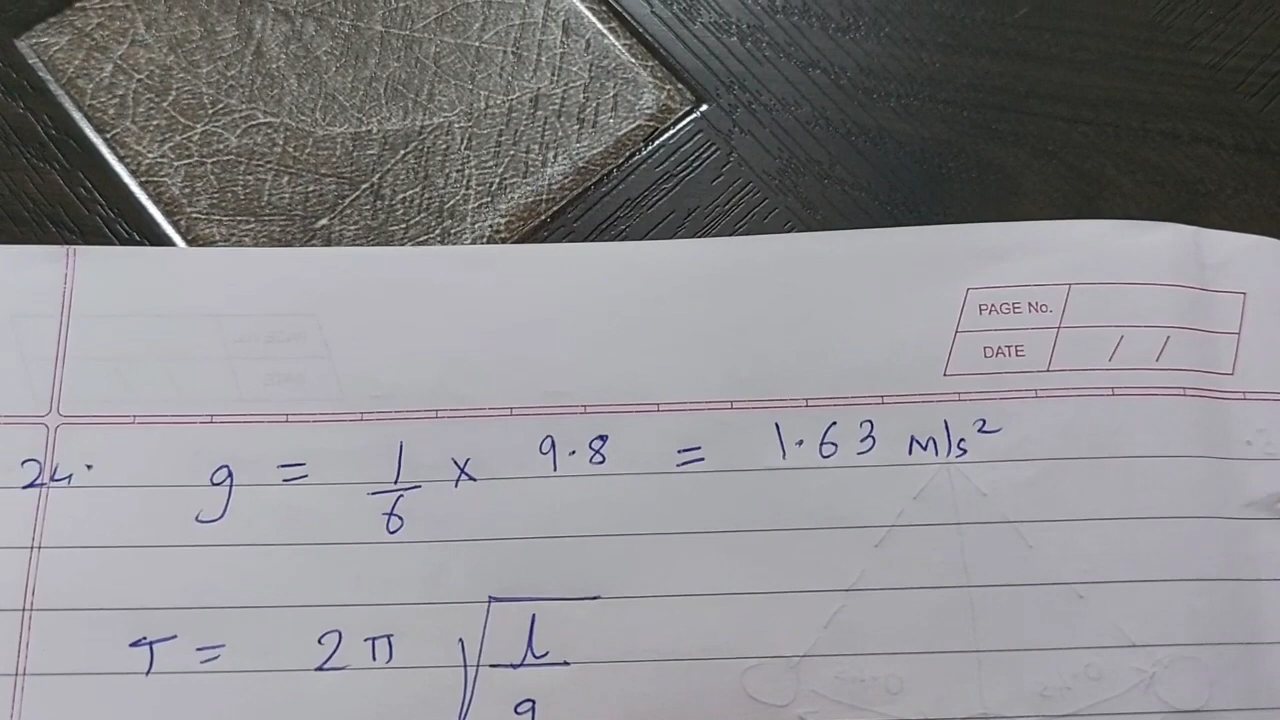 PAGE No.
DATE / /
24. g = 1/6 × 9.8 = 1.63 m/s²
T = 2π √(l/g)